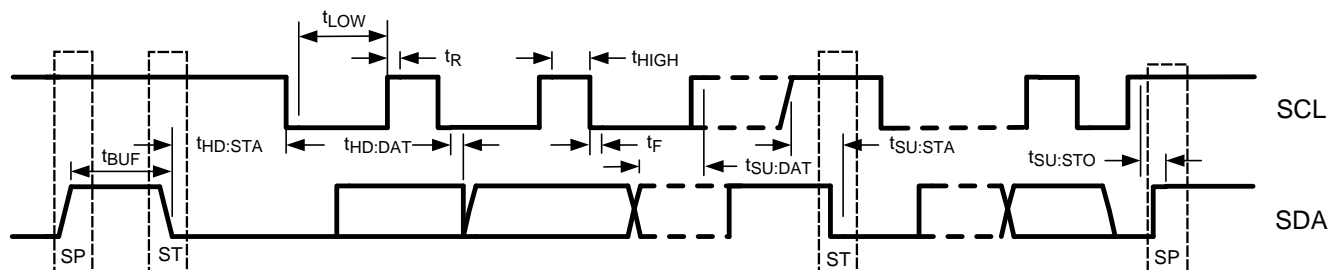 tLOW
tR
tHIGH
SCL
tHD:STA
tHD:DAT
tF
tSU:STA
tBUF
tSU:DAT
tSU:STO
SDA
SP
ST
ST
SP